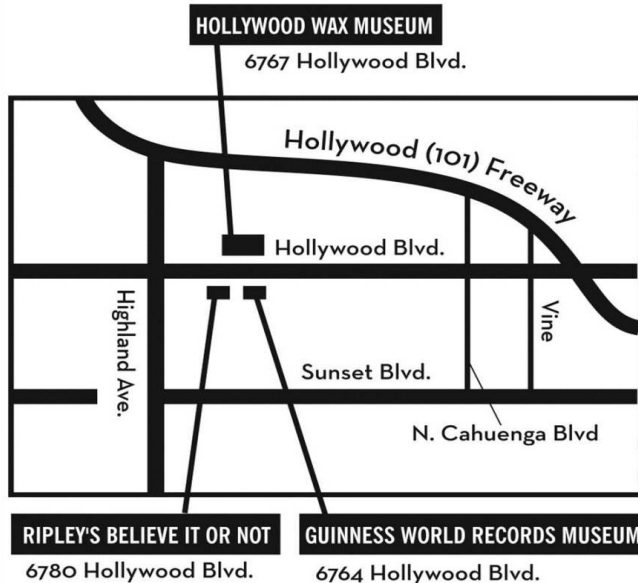 HOLLYWOOD WAX MUSEUM
6767 Hollywood Blvd.
Hollywood (101) Freeway
Hollywood Blvd.
Highland Ave.
Vine
Sunset Blvd.
N. Cahuenga Blvd
RIPLEY'S BELIEVE IT OR NOT
6780 Hollywood Blvd.
GUINNESS WORLD RECORDS MUSEUM
6764 Hollywood Blvd.